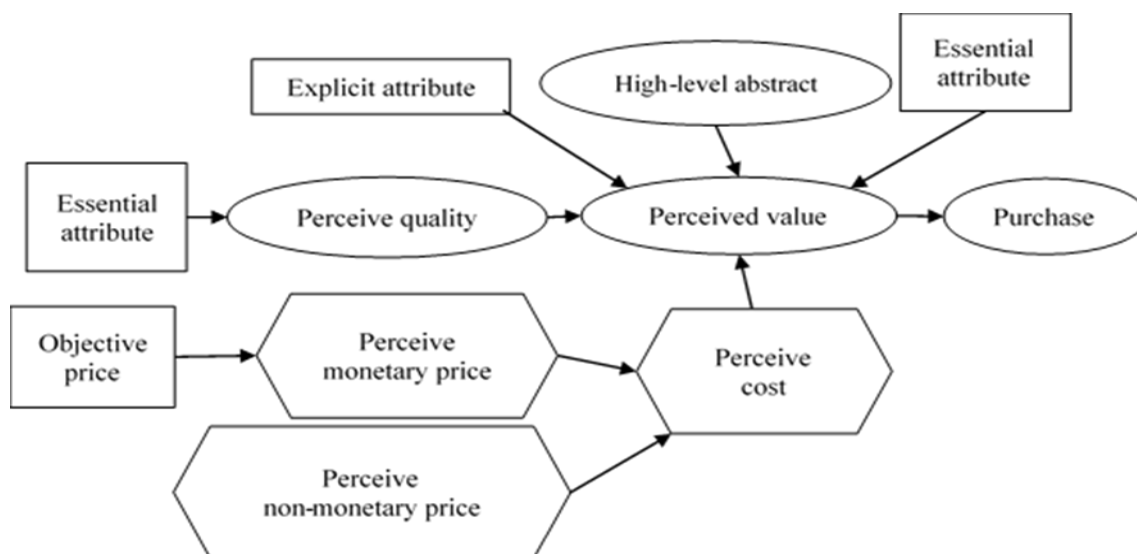 Explicit attribute
High-level abstract
Essential
attribute
Essential
attribute
Perceive quality
Perceived value
Purchase
Objective
price
Perceive
monetary price
Perceive
cost
Perceive
non-monetary price